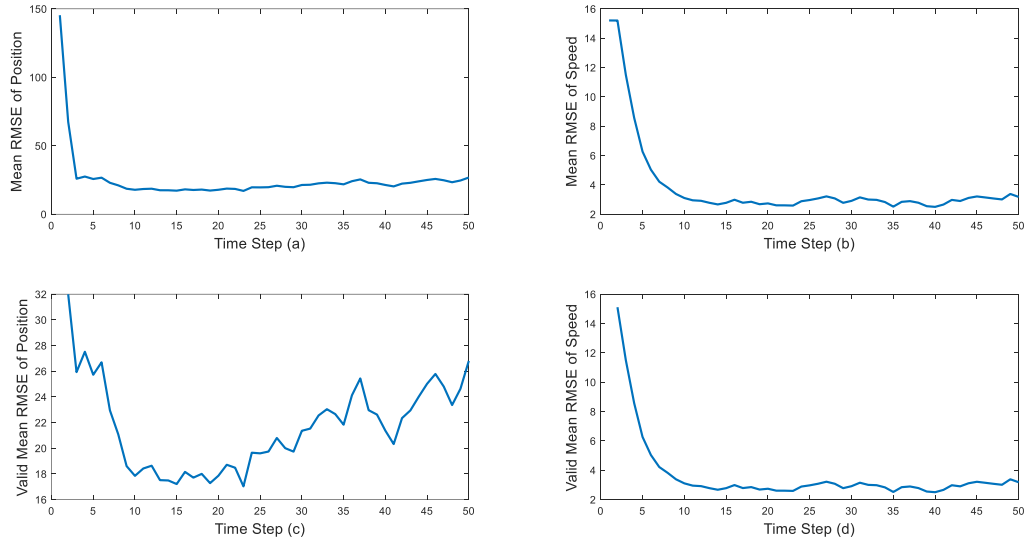 Mean RMSE of Position
150
100
50
0
0 5 10 15 20 25 30 35 40 45 50
Time Step (a)
Mean RMSE of Speed
16
14
12
10
8
6
4
2
0 5 10 15 20 25 30 35 40 45 50
Time Step (b)
Valid Mean RMSE of Position
32
30
28
26
24
22
20
18
16
0 5 10 15 20 25 30 35 40 45 50
Time Step (c)
Valid Mean RMSE of Speed
16
14
12
10
8
6
4
2
0 5 10 15 20 25 30 35 40 45 50
Time Step (d)